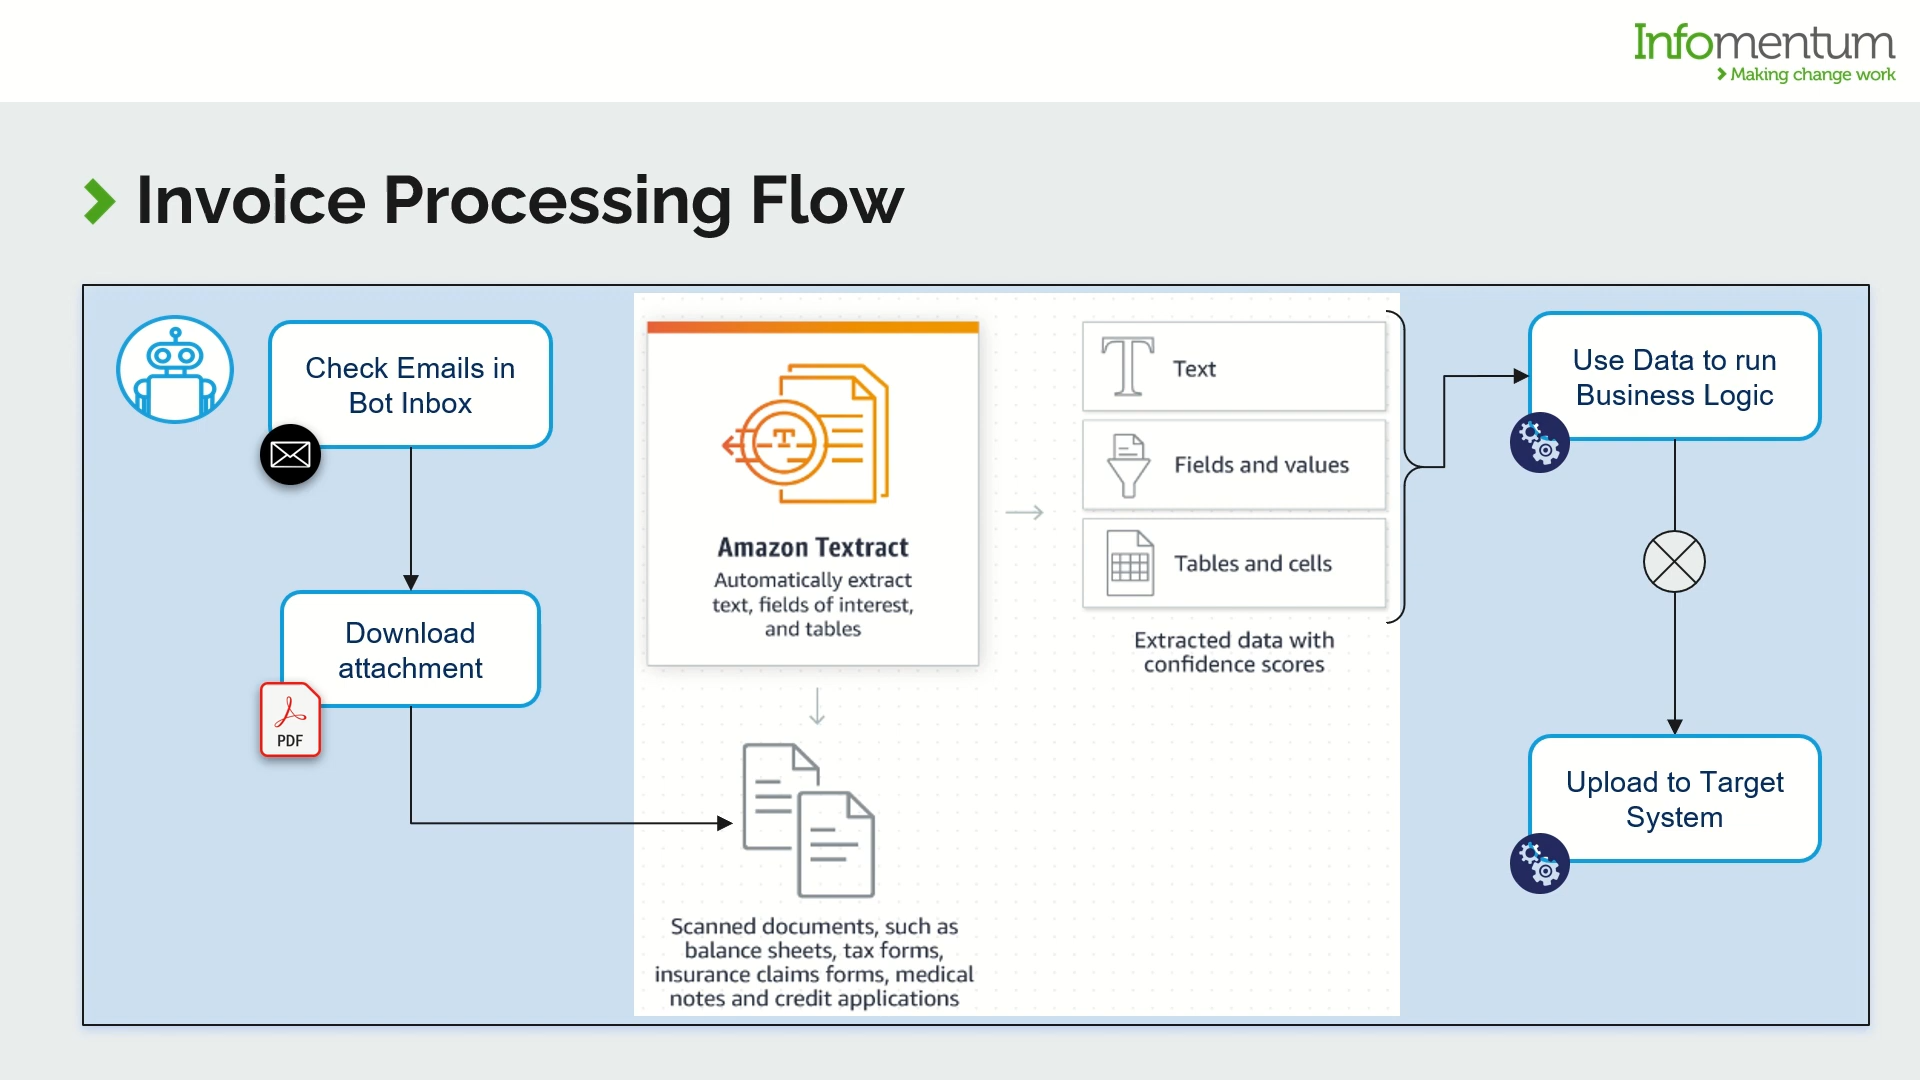 Infomentum
Making change work
Invoice Processing Flow
Check Emails in
Bot Inbox
Download
attachment
PDF
T
Amazon Textract
Automatically extract
text, fields of interest,
and tables
Scanned documents, such as
balance sheets, tax forms,
insurance claims forms, medical
notes and credit applications
T
Text
Fields and values
Tables and cells
Extracted data with
confidence scores
Use Data to run
Business Logic
Upload to Target
System